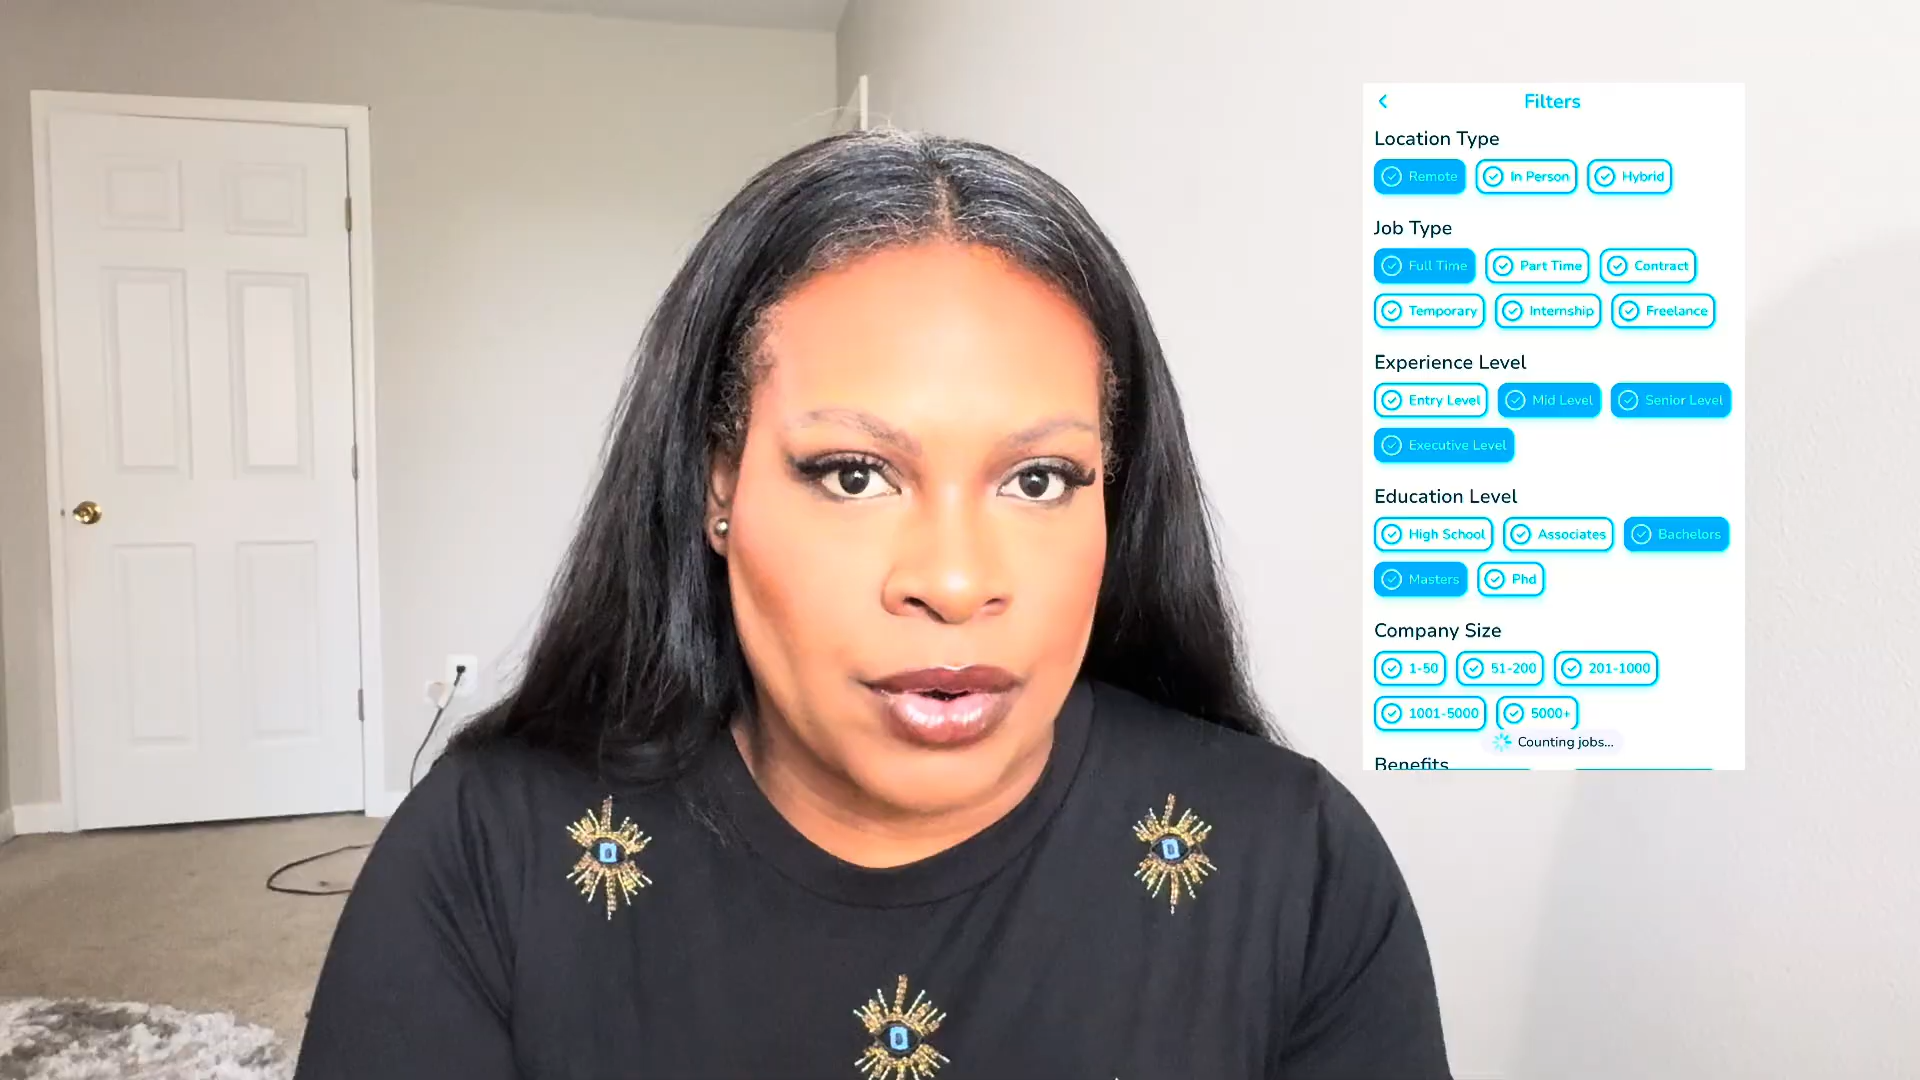 Filters
Location Type
Remote In Person Hybrid
Job Type
Full Time Part Time Contract
Temporary Internship Freelance
Experience Level
Entry Level Mid Level Senior Level
Executive Level
Education Level
High School Associates Bachelors
Masters Phd
Company Size
1-50 51-200 201-1000
1001-5000 5000+
Counting jobs...
Benefits